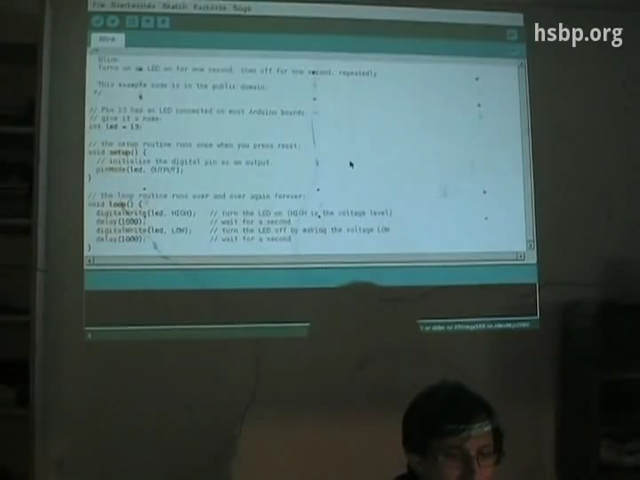 hsbp.org
Blink
Turns on an LED on for one second, then off for one second, repeatedly.
This example code is in the public domain.
*/
// Pin 13 has an LED connected on most Arduino boards.
// give it a name:
int led = 13;
// the setup routine runs once when you press reset:
void setup() {
// initialize the digital pin as an output.
pinMode(led, OUTPUT);
}
// the loop routine runs over and over again forever:
void loop() {
digitalWrite(led, HIGH);   // turn the LED on (HIGH is the voltage level)
delay(1000);               // wait for a second
digitalWrite(led, LOW);    // turn the LED off by making the voltage LOW
delay(1000);               // wait for a second
}